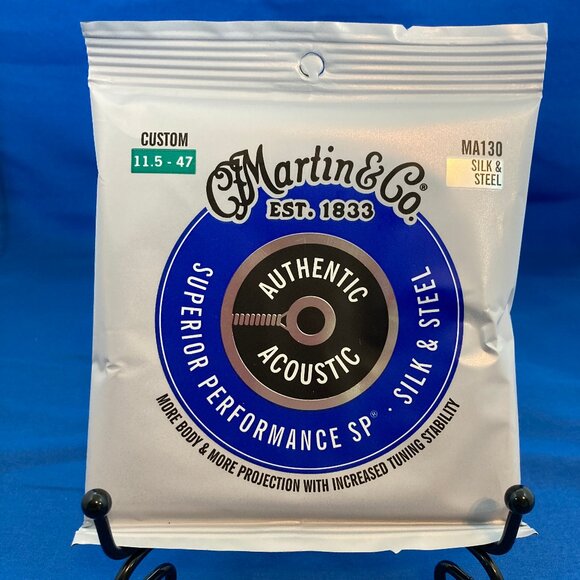 CUSTOM
11.5 - 47
MA130
SILK &
STEEL
CF Martin & Co.®
EST. 1833
AUTHENTIC
ACOUSTIC
SUPERIOR PERFORMANCE SP® · SILK & STEEL
MORE BODY & MORE PROJECTION WITH INCREASED TUNING STABILITY